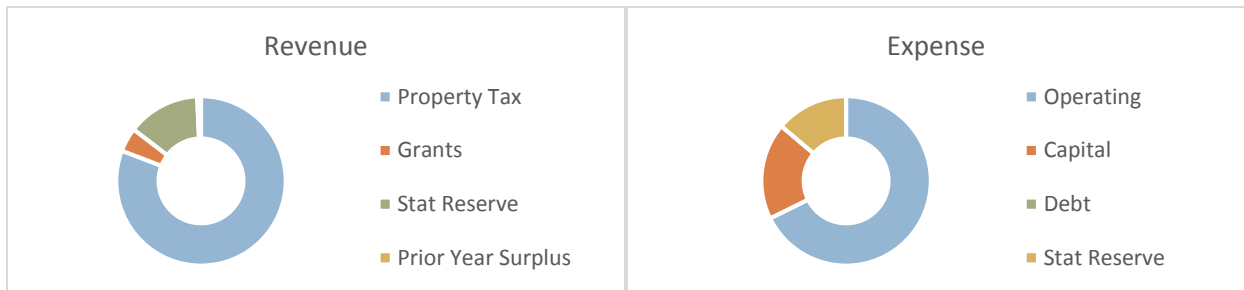 Revenue
Property Tax
Grants
Stat Reserve
Prior Year Surplus
Expense
Operating
Capital
Debt
Stat Reserve